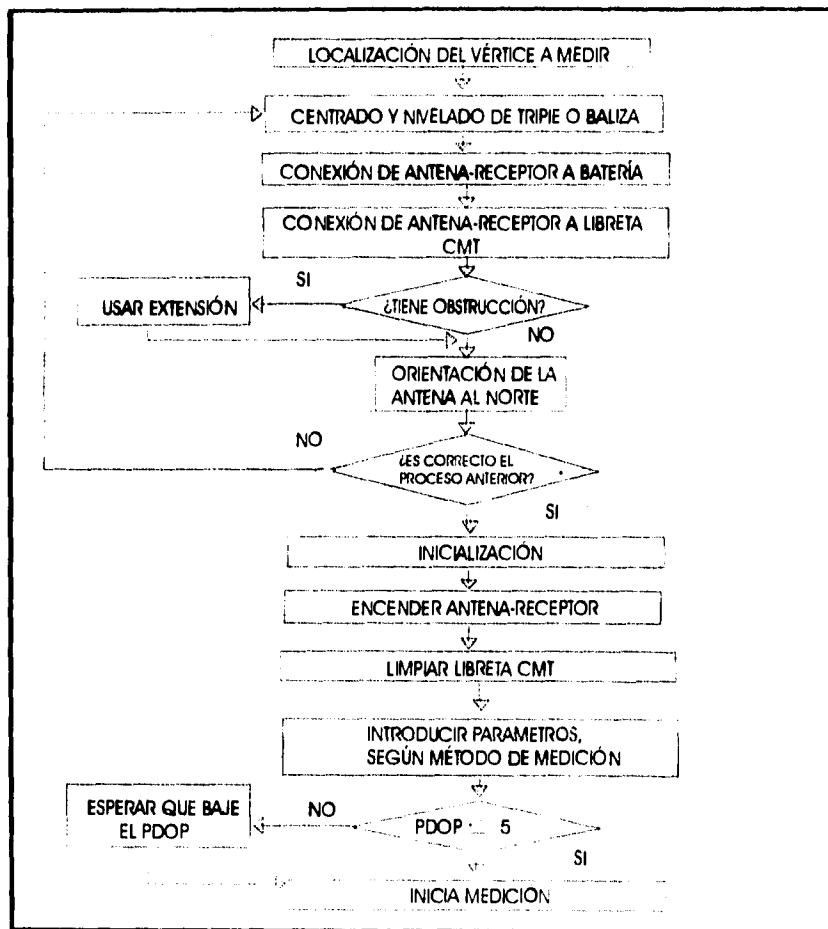 LOCALIZACIÓN DEL VÉRTICE A MEDIR
CENTRADO Y NIVELADO DE TRIPIE O BALIZA
CONEXIÓN DE ANTENA-RECEPTOR A BATERÍA
CONEXIÓN DE ANTENA-RECEPTOR A LIBRETA
CMT
SI
USAR EXTENSIÓN
¿TIENE OBSTRUCCIÓN?
NO
ORIENTACIÓN DE LA
ANTENA AL NORTE
NO
¿ES CORRECTO EL
PROCESO ANTERIOR?
SI
INICIALIZACIÓN
ENCENDER ANTENA-RECEPTOR
LIMPIAR LIBRETA CMT
INTRODUCIR PARAMETROS,
SEGÚN MÉTODO DE MEDICIÓN
ESPERAR QUE BAJE
EL PDOP
NO
PDOP 5
SI
INICIA MEDICIÓN